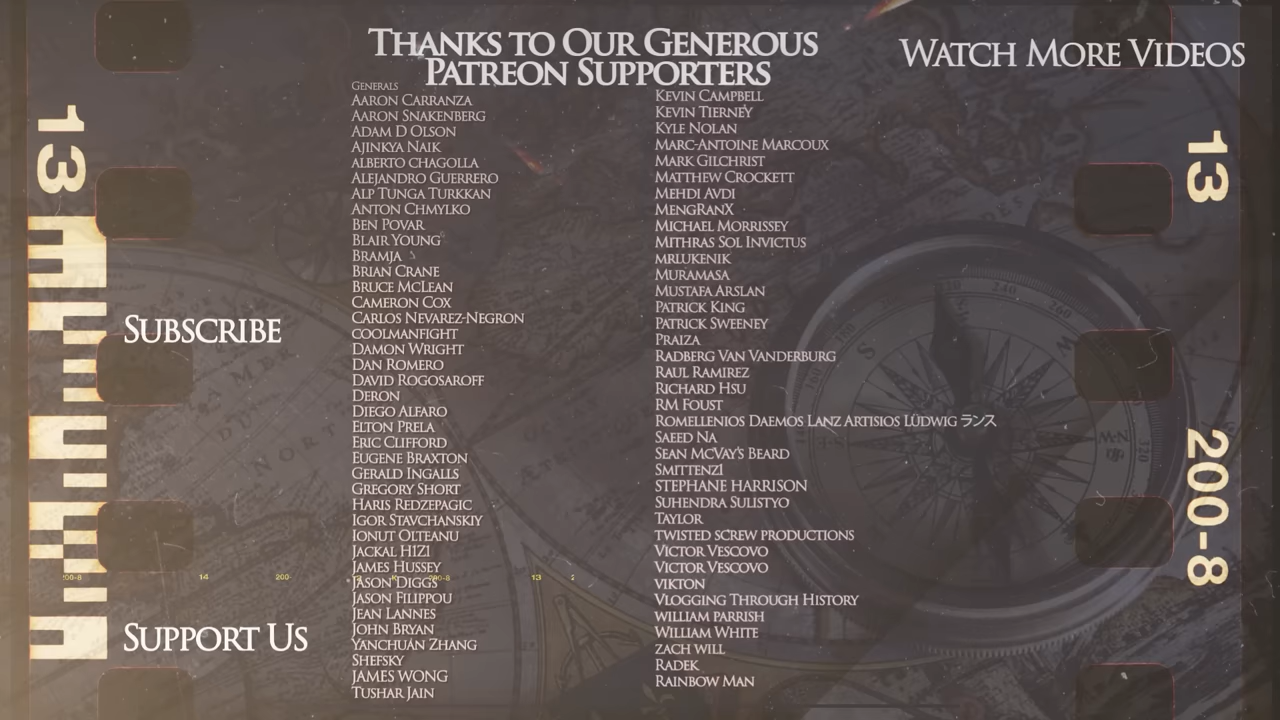 THANKS TO OUR GENEROUS
PATREON SUPPORTERS
WATCH MORE VIDEOS
GENERALS
AARON CARRANZA
AARON SNAKENBERG
ADAM D OLSON
AJINKYA NAIK
ALBERTO CHAGOLLA
ALEJANDRO GUERRERO
ALP TUNGA TURKKAN
ANTON CHMYLKO
BEN POVAR
BLAIR YOUNG
BRAMJA
BRIAN CRANE
BRUCE MCLEAN
CAMERON COX
CARLOS NEVAREZ-NEGRON
COOLMANFIGHT
DAMON WRIGHT
DAN ROMERO
DAVID ROGOSAROFF
DERON
DIEGO ALFARO
ELTON PRELA
ERIC CLIFFORD
EUGENE BRAXTON
GERALD INGALLS
GREGORY SHORT
HARIS REDZEPAGIC
IGOR STAVCHANSKIY
IONUT OLTEANU
JACKAL H1Z1
JAMES HUSSEY
JASON DIGGS
JASON FILIPPOU
JEAN LANNES
JOHN BRYAN
YANCHUAN ZHANG
SHEFSKY
JAMES WONG
TUSHAR JAIN
KEVIN CAMPBELL
KEVIN TIERNEY
KYLE NOLAN
MARC-ANTOINE MARCOUX
MARK GILCHRIST
MATTHEW CROCKETT
MEHDI AVDI
MENGRANX
MICHAEL MORRISSEY
MITHRAS SOL INVICTUS
MRLUKENIK
MURAMASA
MUSTAFA ARSLAN
PATRICK KING
PATRICK SWEENEY
PRAIZA
RADBERG VAN VANDERBURG
RAUL RAMIREZ
RICHARD HSU
RM FOUST
ROMELLENIOS DAEMOS LANZ ARTISIOS LÜDWIG ランス
SAEED NA
SEAN MCVAY'S BEARD
SMITTENZ1
STEPHANE HARRISON
SUHENDRA SULISTYO
TAYLOR
TWISTED SCREW PRODUCTIONS
VICTOR VESCOVO
VICTOR VESCOVO
VIKTON
VLOGGING THROUGH HISTORY
WILLIAM PARRISH
WILLIAM WHITE
ZACH WILL
RADEK
RAINBOW MAN
SUBSCRIBE
SUPPORT US
13
13
200-8
14
200-
13